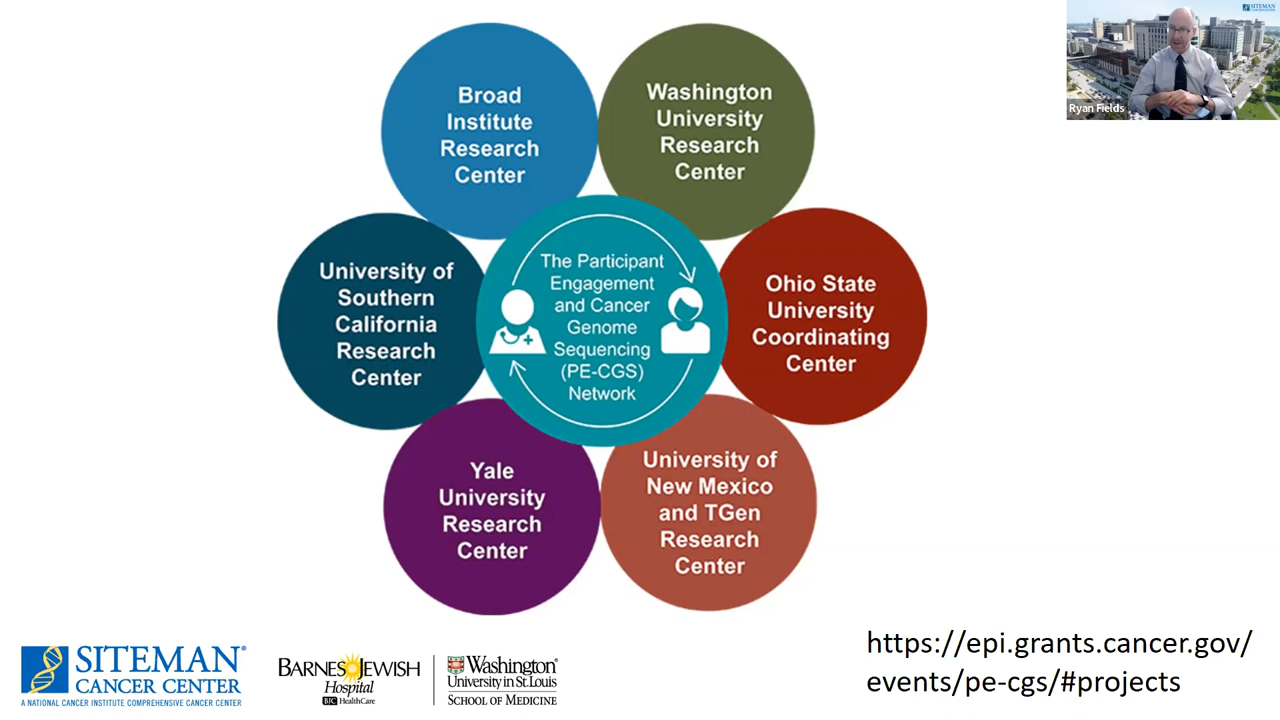 SITEMAN
CANCER CENTER
Ryan Fields
Broad
Institute
Research
Center
Washington
University
Research
Center
University of
Southern
California
Research
Center
The Participant
Engagement
and Cancer
Genome
Sequencing
(PE-CGS)
Network
Ohio State
University
Coordinating
Center
Yale
University
Research
Center
University of
New Mexico
and TGen
Research
Center
SITEMAN®
CANCER CENTER
A NATIONAL CANCER INSTITUTE COMPREHENSIVE CANCER CENTER
BARNES JEWISH
Hospital
BJC HealthCare
Washington
University in St. Louis
SCHOOL OF MEDICINE
https://epi.grants.cancer.gov/
events/pe-cgs/#projects